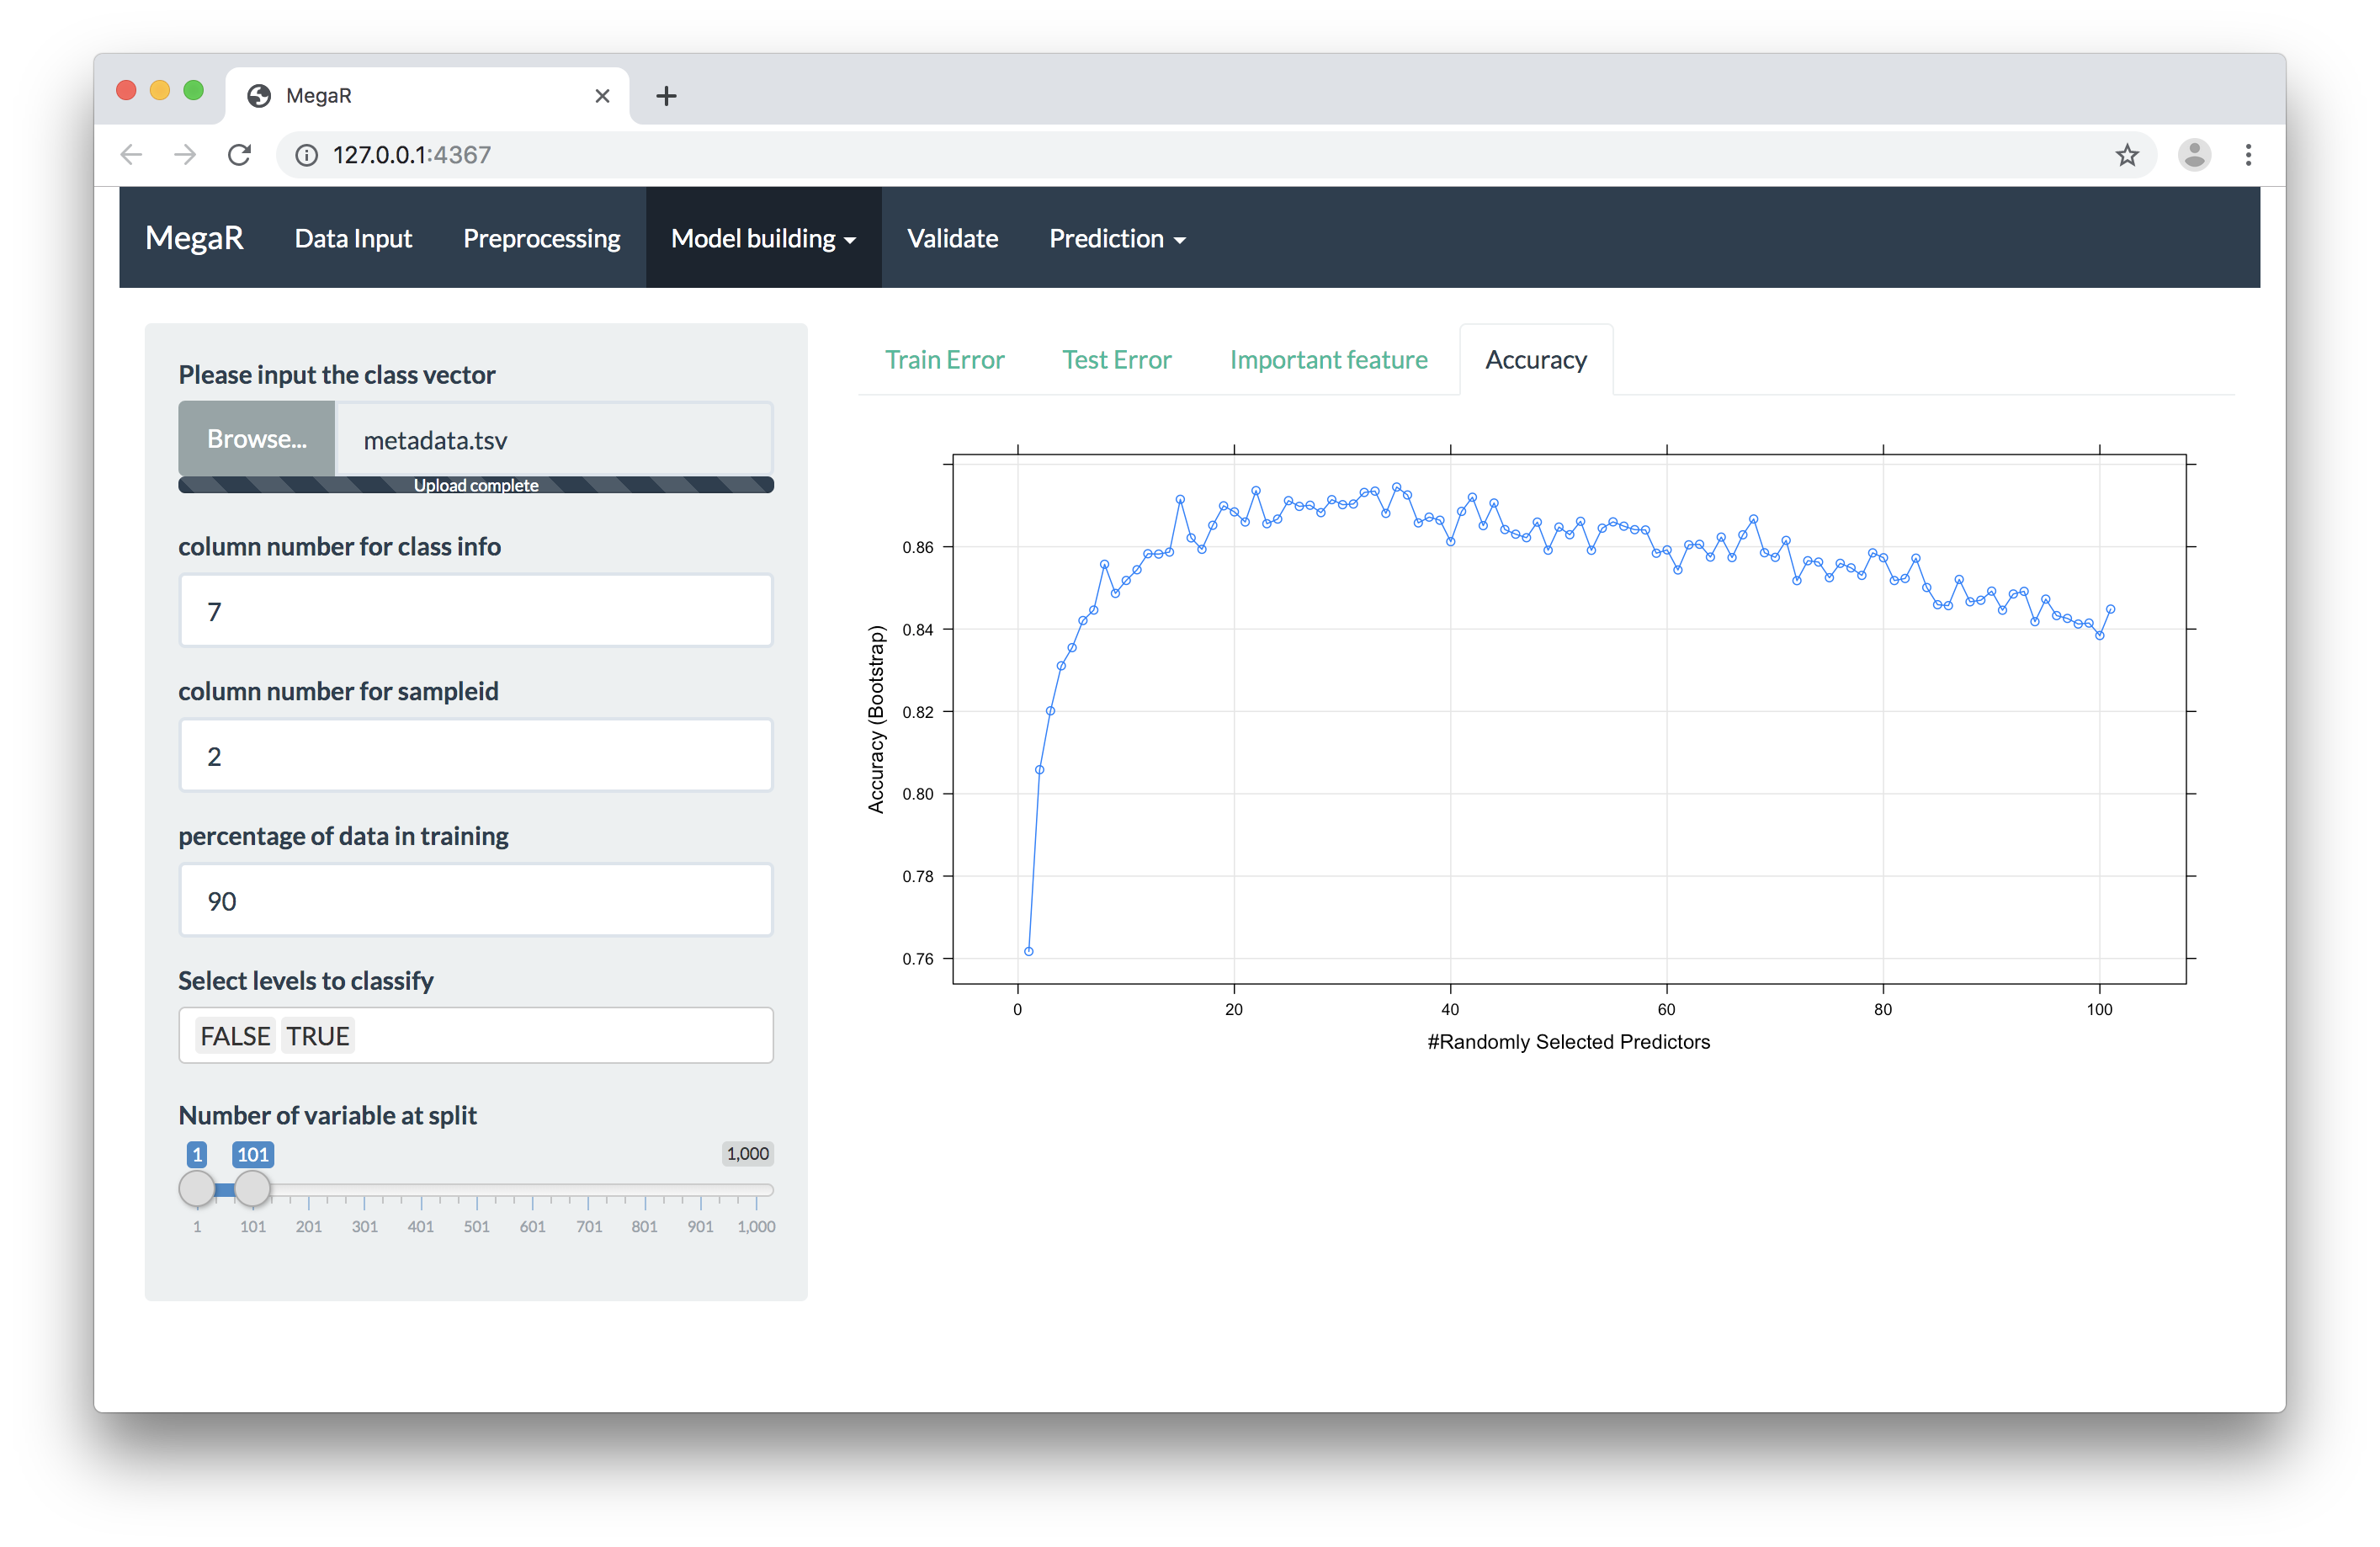 MegaR
127.0.0.1:4367
MegaR Data Input Preprocessing Model building Validate Prediction
Please input the class vector
Browse... metadata.tsv
Upload complete
column number for class info
7
column number for sampleid
2
percentage of data in training
90
Select levels to classify
FALSE TRUE
Number of variable at split
1 101 1,000
1 101 201 301 401 501 601 701 801 901 1,000
Train Error Test Error Important feature Accuracy
Accuracy (Bootstrap)
0.86
0.84
0.82
0.80
0.78
0.76
0 20 40 60 80 100
#Randomly Selected Predictors